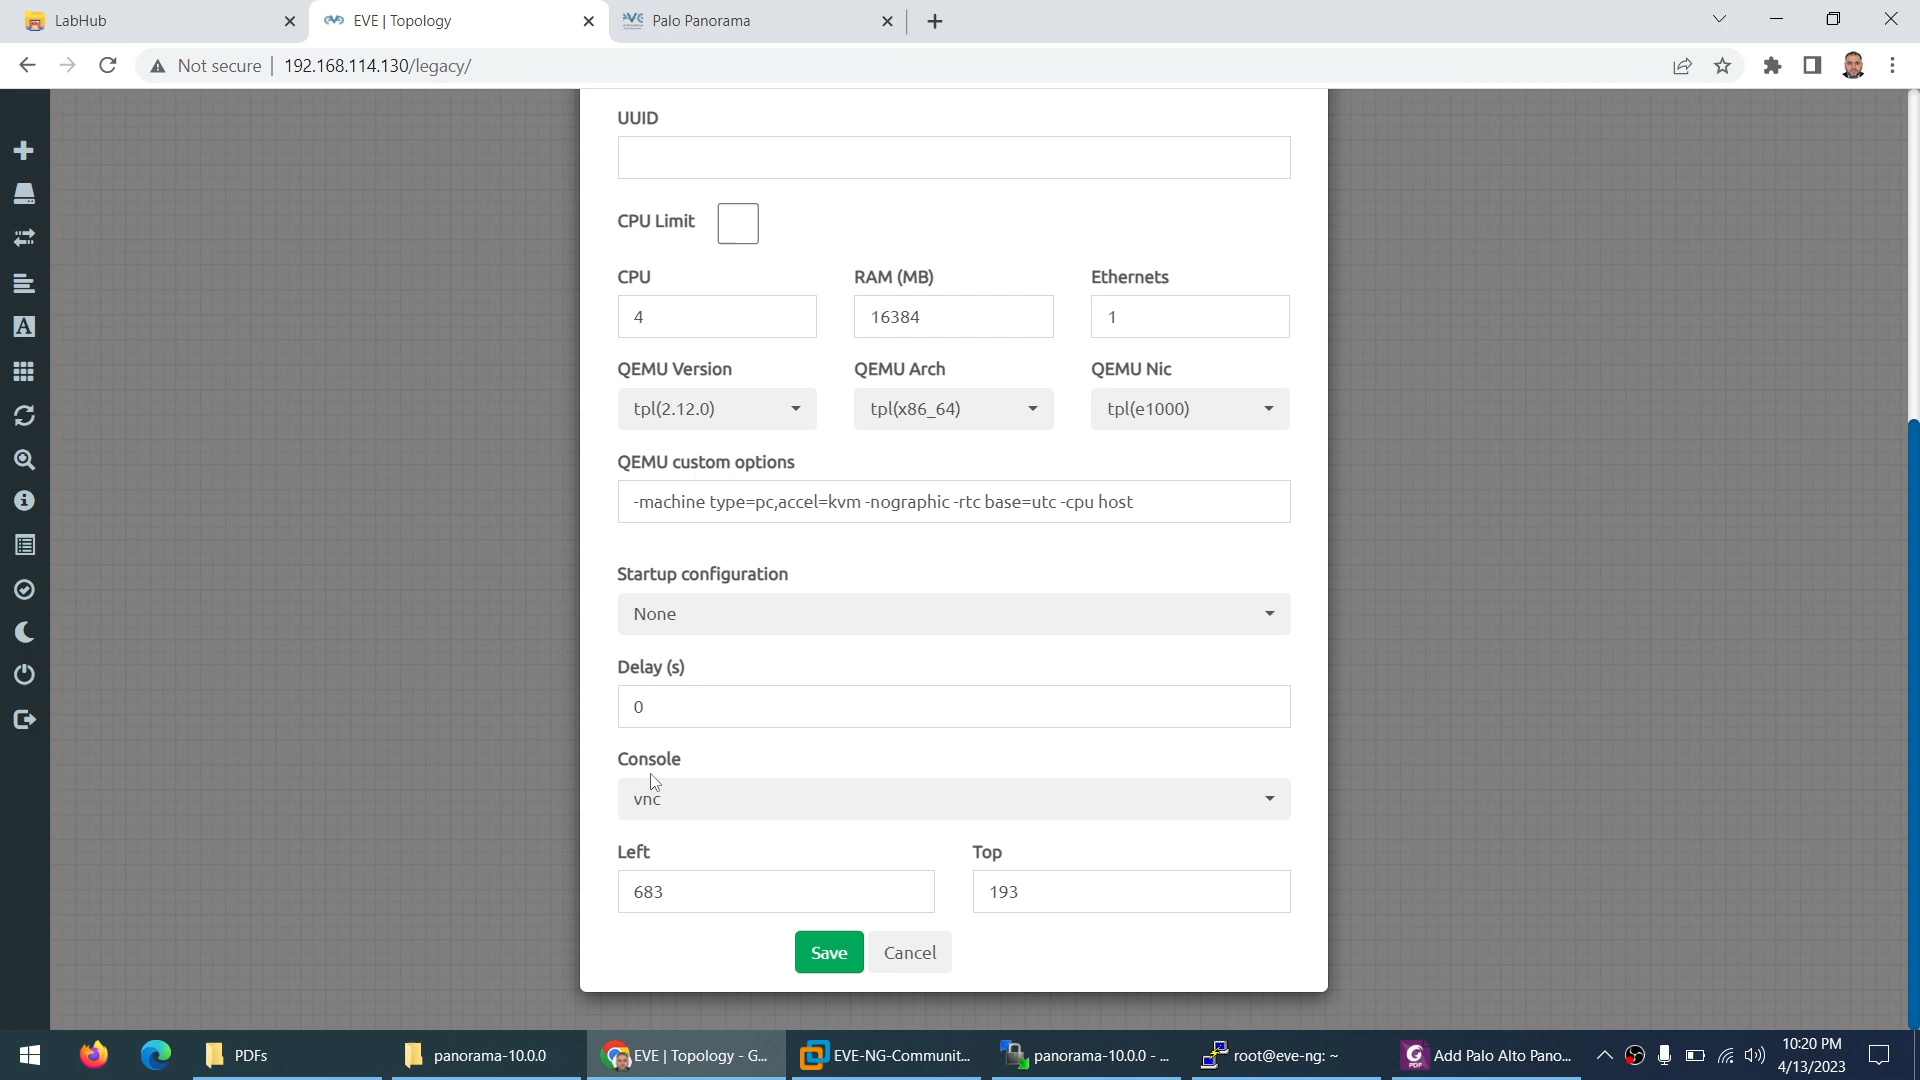 LabHub
EVE | Topology
Palo Panorama
Not secure
192.168.114.130/legacy/
UUID
CPU Limit
CPU
RAM (MB)
Ethernets
4
16384
1
QEMU Version
QEMU Arch
QEMU Nic
tpl(2.12.0)
tpl(x86_64)
tpl(e1000)
QEMU custom options
-machine type=pc,accel=kvm -nographic -rtc base=utc -cpu host
Startup configuration
None
Delay (s)
0
Console
vnc
Left
Top
683
193
Save
Cancel
PDFs
panorama-10.0.0
EVE | Topology - G...
EVE-NG-Communit...
panorama-10.0.0 - ...
root@eve-ng: ~
Add Palo Alto Pano...
10:20 PM
4/13/2023